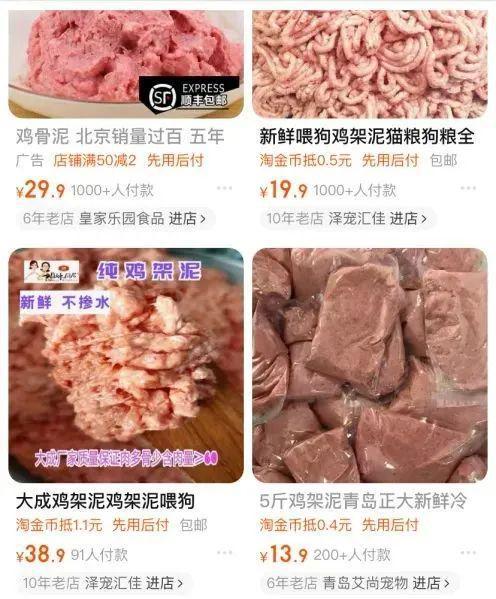 SF
EXPRESS
顺丰包邮
鸡骨泥 北京销量过百 五年
广告 店铺满50减2 先用后付
¥29.9 1000+人付款
6年老店 皇家乐园食品 进店
新鲜喂狗鸡架泥猫粮狗粮全
淘金币抵0.5元 先用后付 包邮
¥19.9 1000+人付款
10年老店 泽宠汇佳 进店
纯鸡架泥
新鲜 不掺水
大成厂家质量保证肉多骨少含肉量>
大成鸡架泥鸡架泥喂狗
淘金币抵1.1元 先用后付 包邮
¥38.9 91人付款
10年老店 泽宠汇佳 进店
5斤鸡架泥青岛正大新鲜冷
淘金币抵0.4元 先用后付
¥13.9 200+人付款
6年老店 青岛艾尚宠物 进店